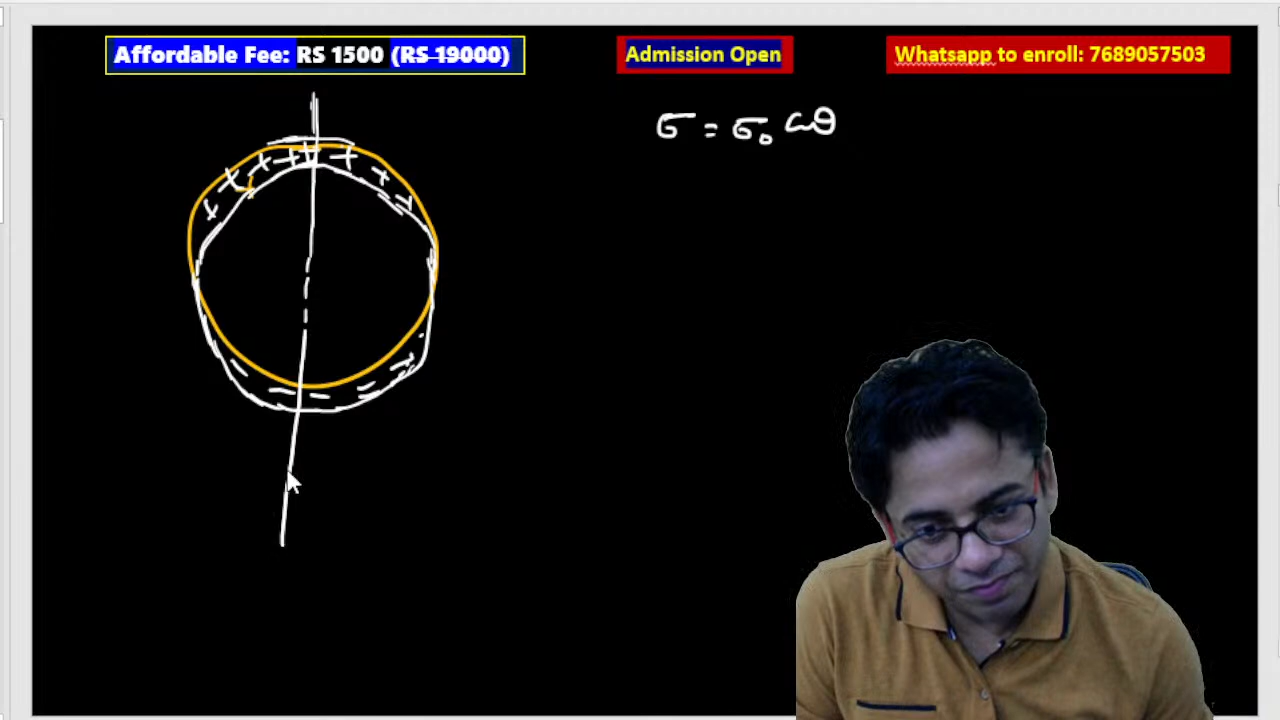 Affordable Fee: RS 1500 (RS 19000)
Admission Open
Whatsapp to enroll: 7689057503
σ = σ₀ cosθ